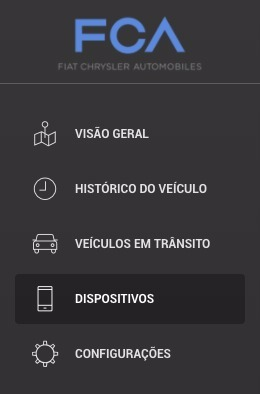 FCA
FIAT CHRYSLER AUTOMOBILES
VISÃO GERAL
HISTÓRICO DO VEÍCULO
VEÍCULOS EM TRÂNSITO
DISPOSITIVOS
CONFIGURAÇÕES